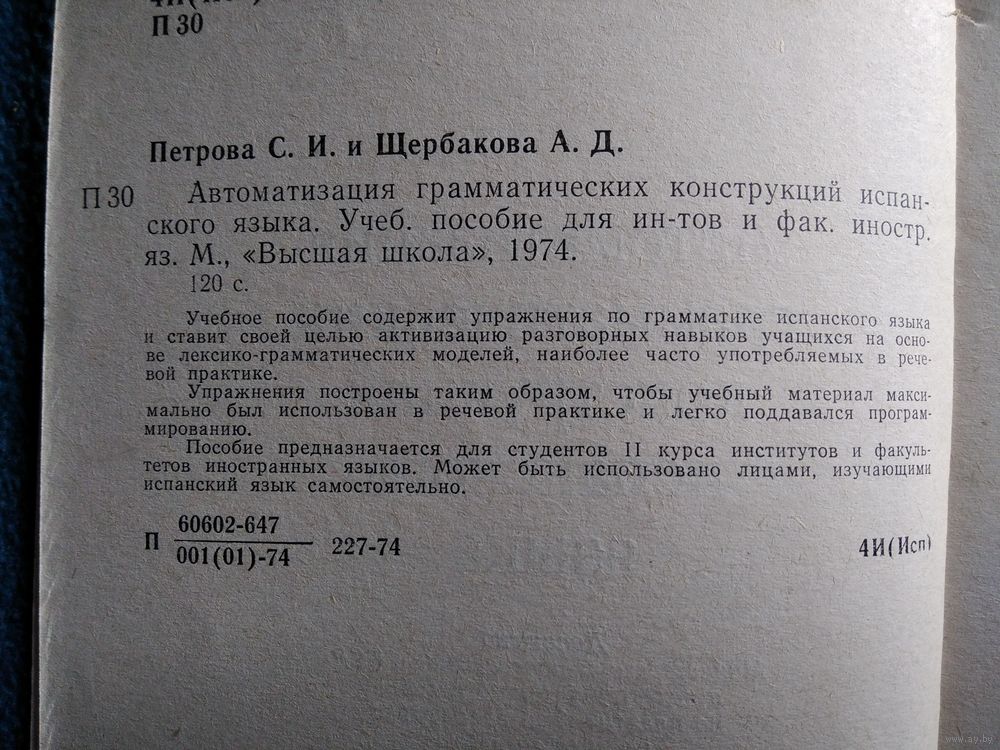 П 30
Петрова С. И. и Щербакова А. Д.
П 30 Автоматизация грамматических конструкций испан-
ского языка. Учеб. пособие для ин-тов и фак. иностр.
яз. М., «Высшая школа», 1974.
120 с.
Учебное пособие содержит упражнения по грамматике испанского языка
и ставит своей целью активизацию разговорных навыков учащихся на осно-
ве лексико-грамматических моделей, наиболее часто употребляемых в рече-
вой практике.
Упражнения построены таким образом, чтобы учебный материал макси-
мально был использован в речевой практике и легко поддавался програм-
мированию.
Пособие предназначается для студентов II курса институтов и факуль-
тетов иностранных языков. Может быть использовано лицами, изучающими
испанский язык самостоятельно.
60602-647
П 227-74 4И(Исп)
001(01)-74
www.ay.by